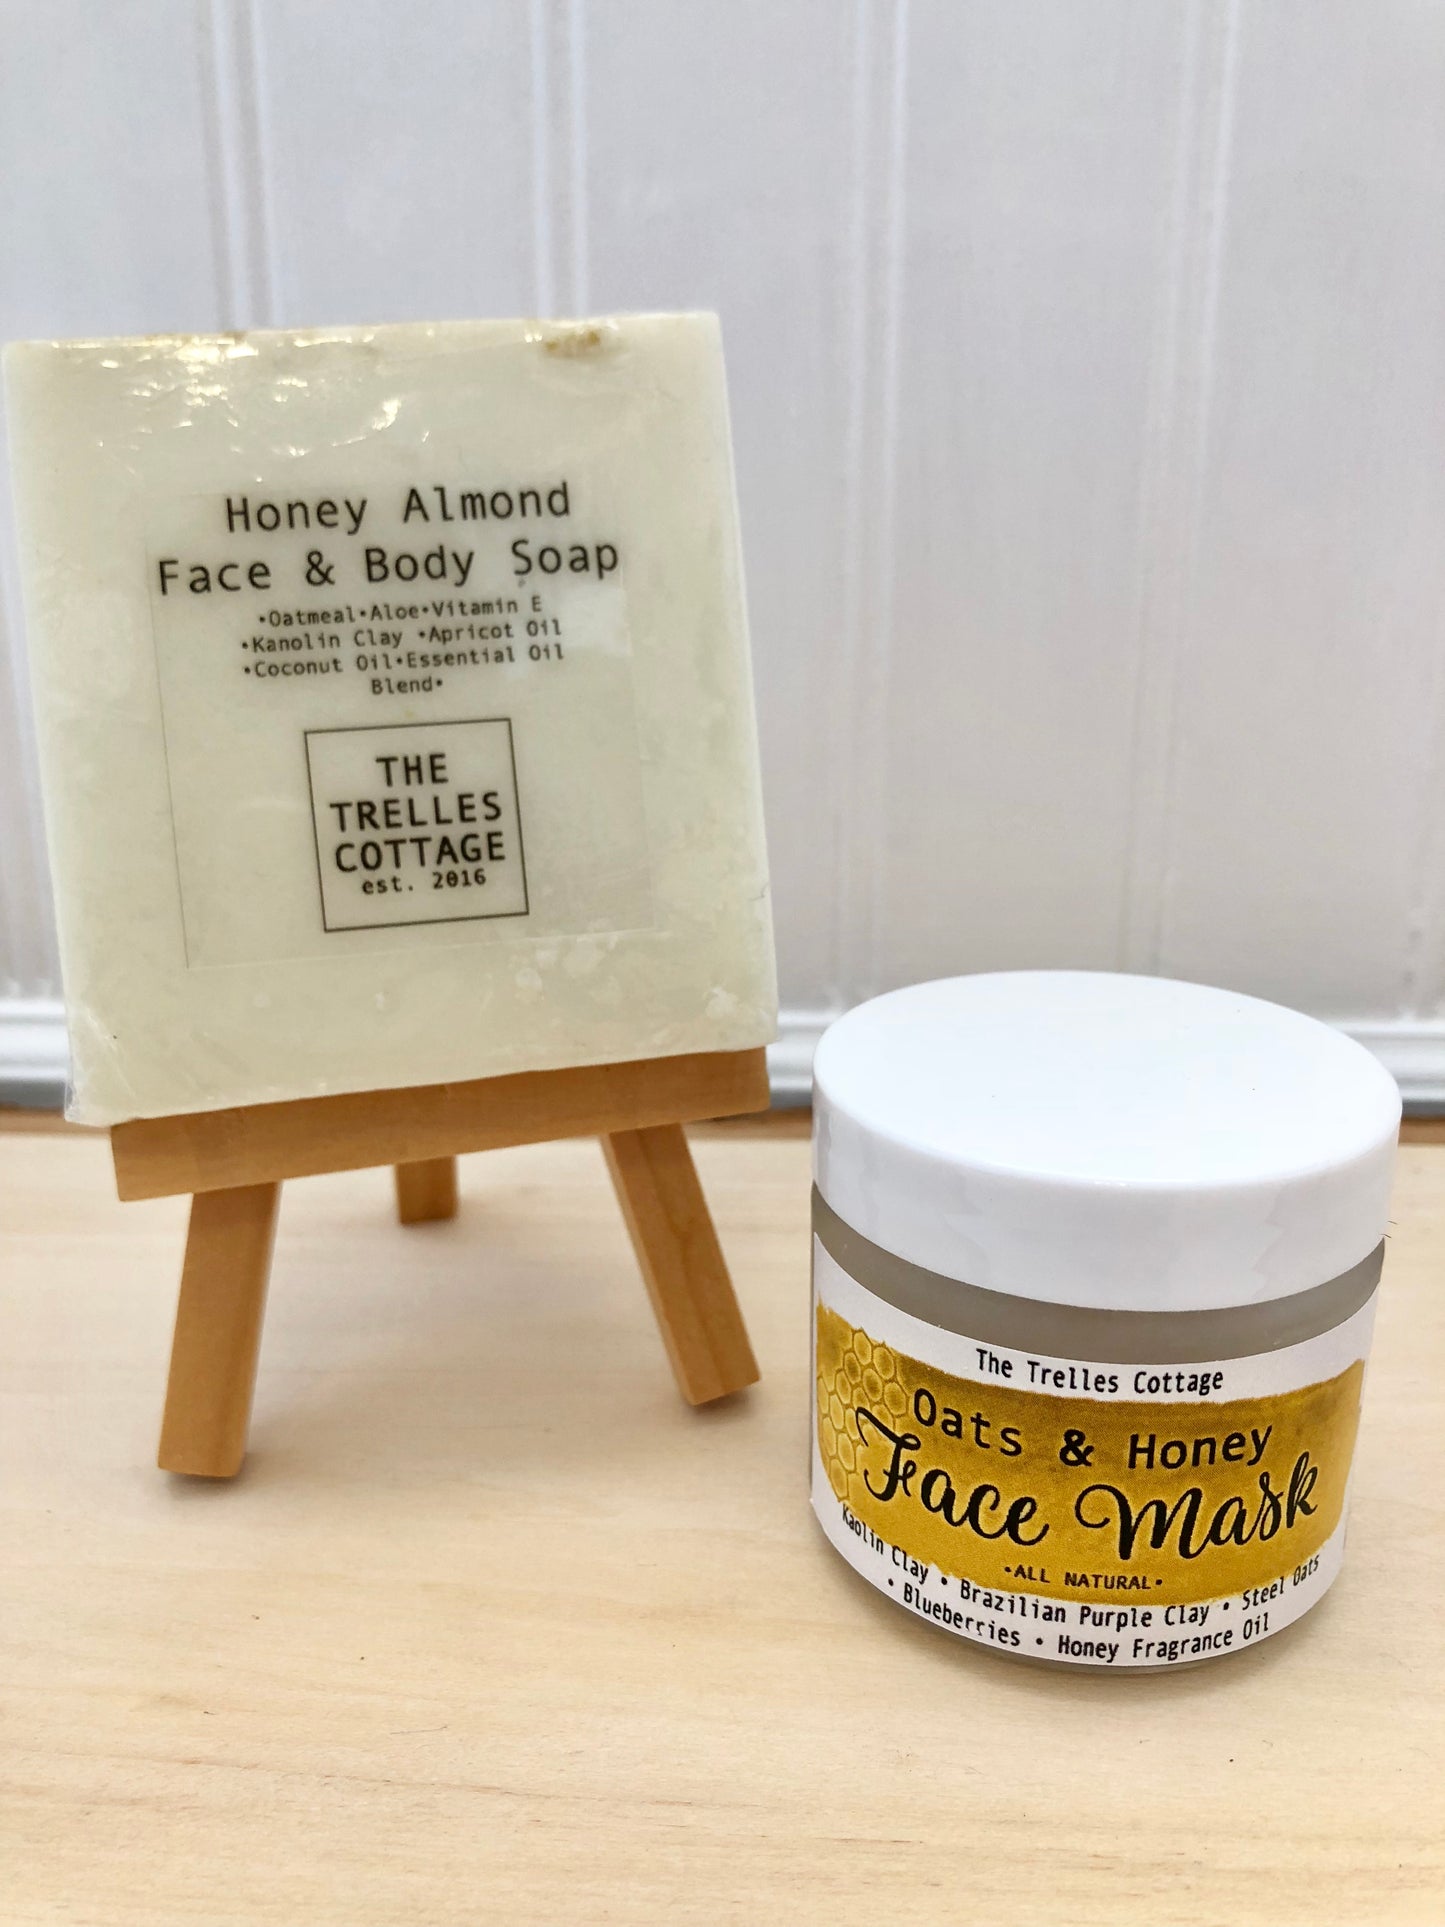 Honey Almond
Face & Body Soap
•Oatmeal•Aloe•Vitamin E
•Kanolin Clay •Apricot Oil
•Coconut Oil•Essential Oil
Blend•
THE
TRELLES
COTTAGE
est. 2016
The Trelles Cottage
Oats & Honey
Face Mask
•ALL NATURAL•
Kaolin Clay • Brazilian Purple Clay • Steel Oats
• Blueberries • Honey Fragrance Oil